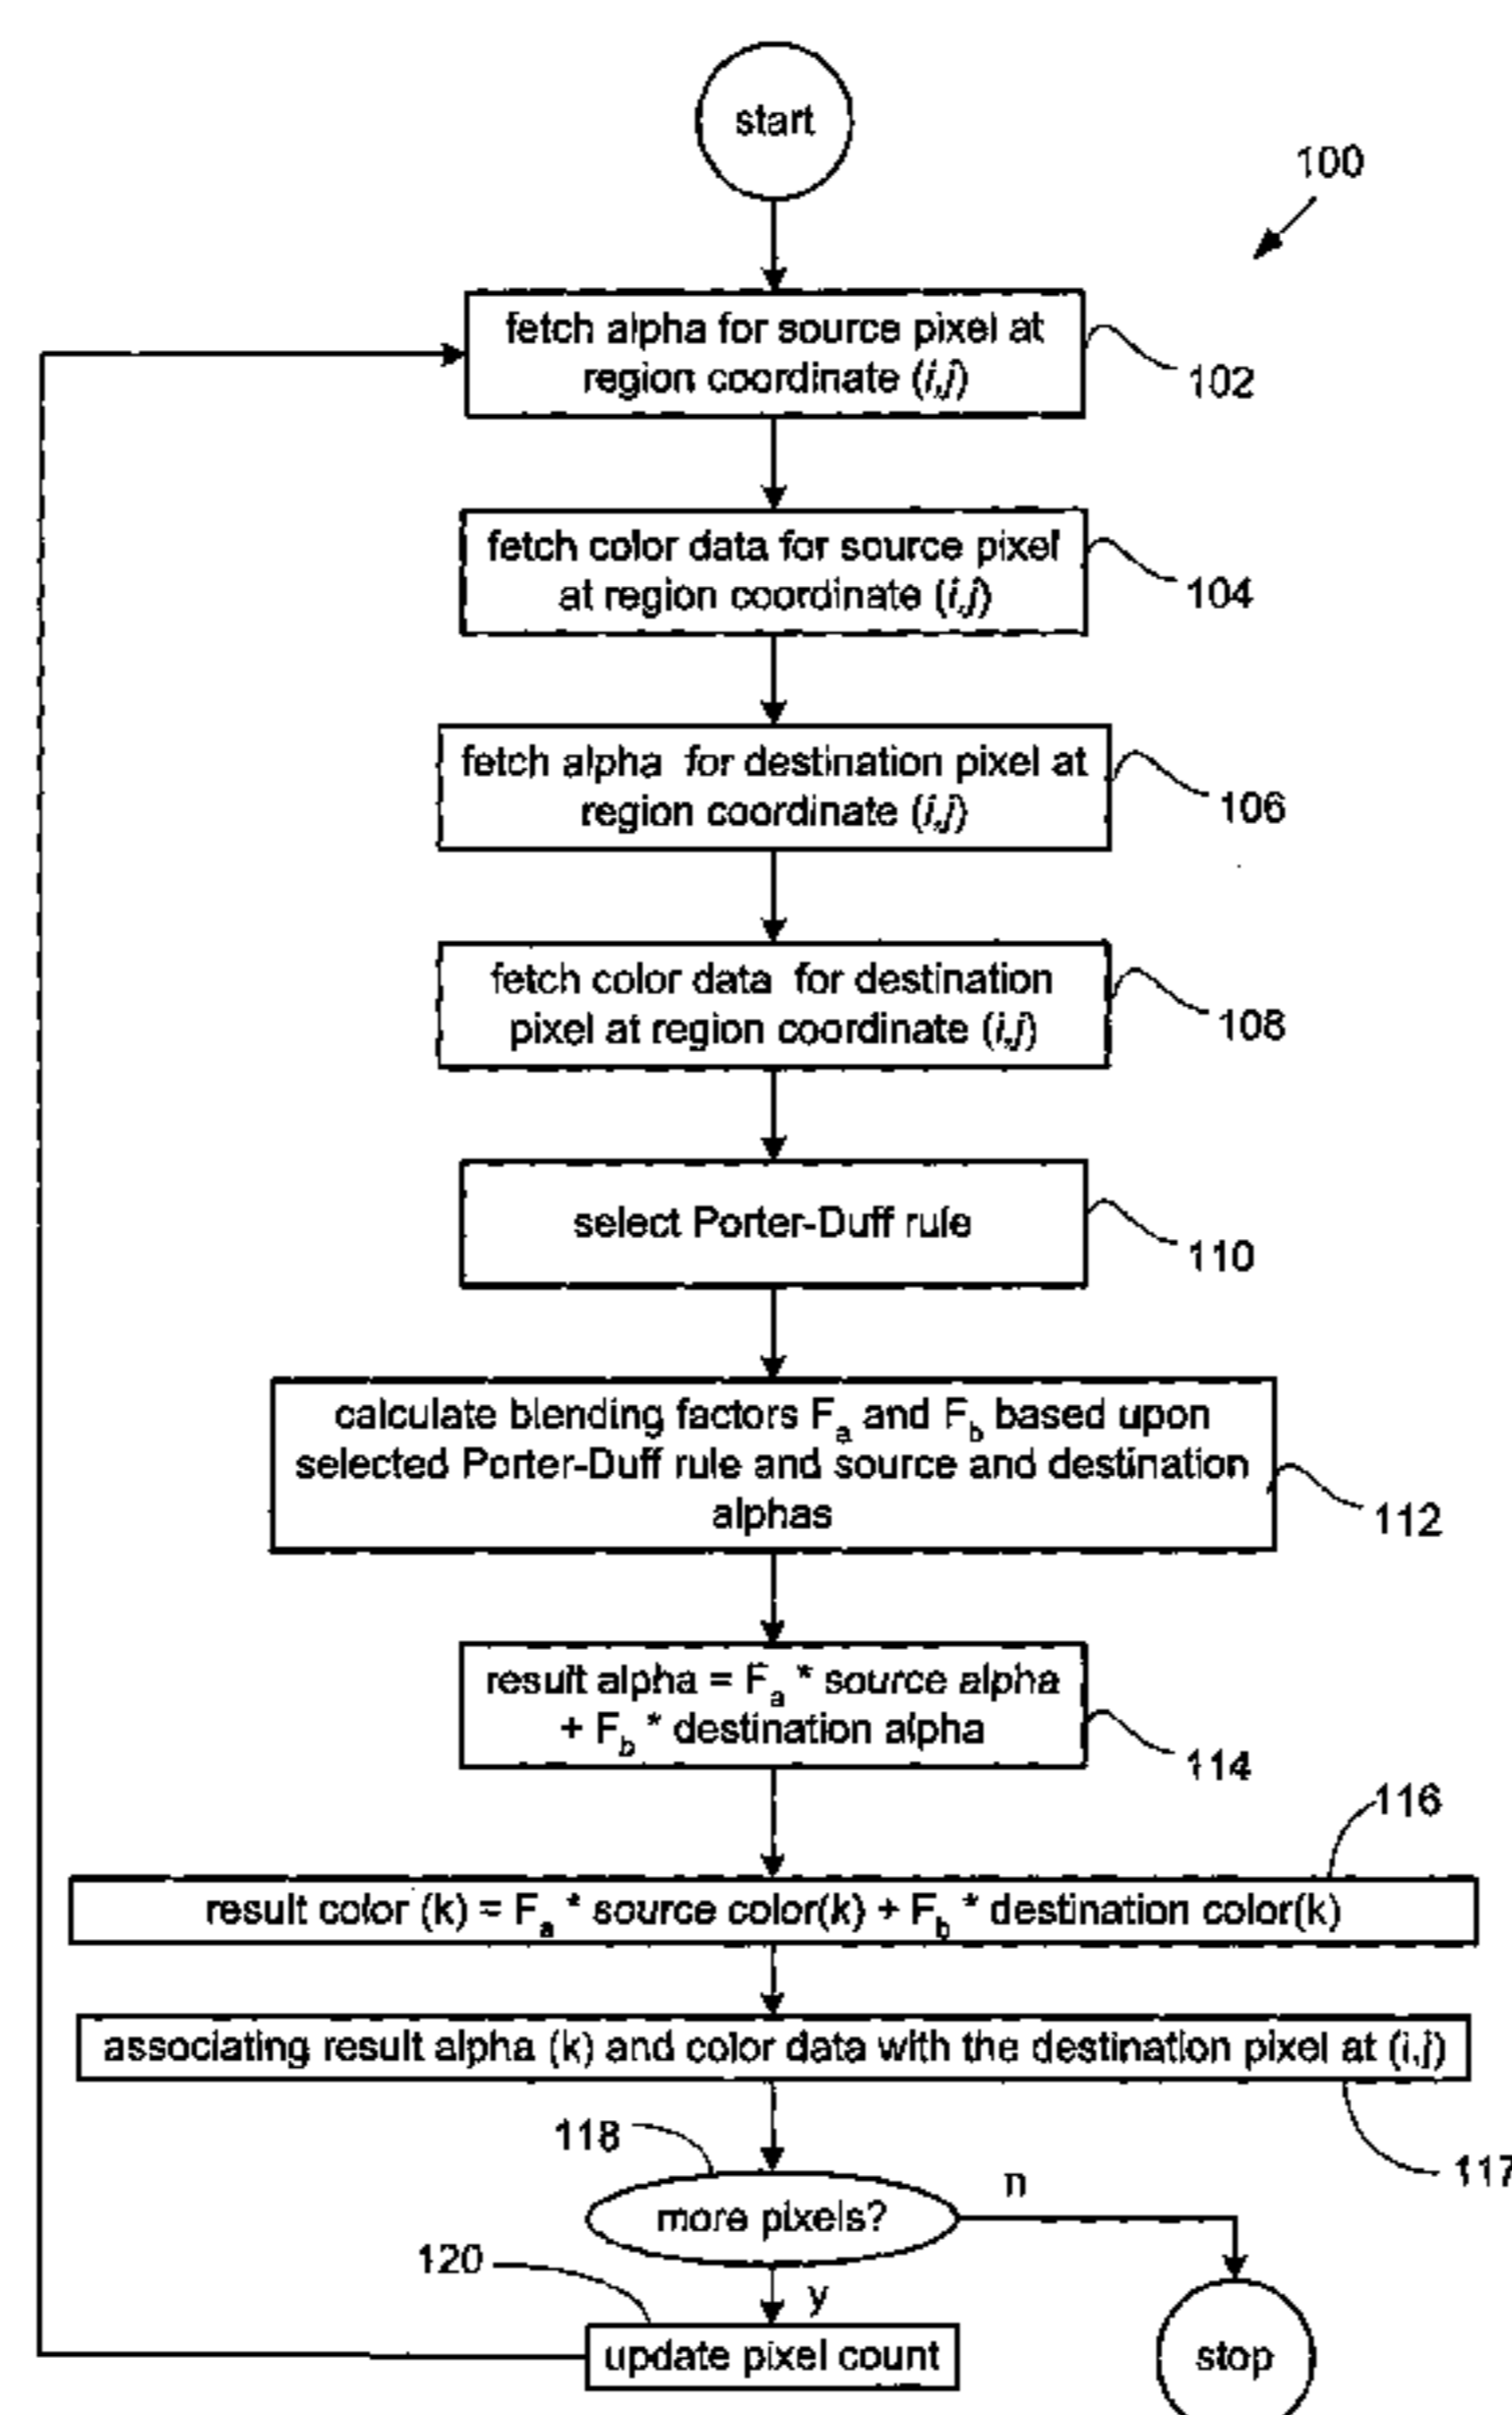 start
100
fetch alpha for source pixel at
region coordinate (i,j)
102
fetch color data for source pixel
at region coordinate (i,j)
104
fetch alpha for destination pixel at
region coordinate (i,j)
106
fetch color data for destination
pixel at region coordinate (i,j)
108
select Porter-Duff rule
110
calculate blending factors Fa and Fb based upon
selected Porter-Duff rule and source and destination
alphas
112
result alpha = Fa * source alpha
+ Fb * destination alpha
114
116
result color (k) = Fa * source color(k) + Fb * destination color(k)
associating result alpha (k) and color data with the destination pixel at (i,j)
117
118
more pixels?
n
120
y
update pixel count
stop